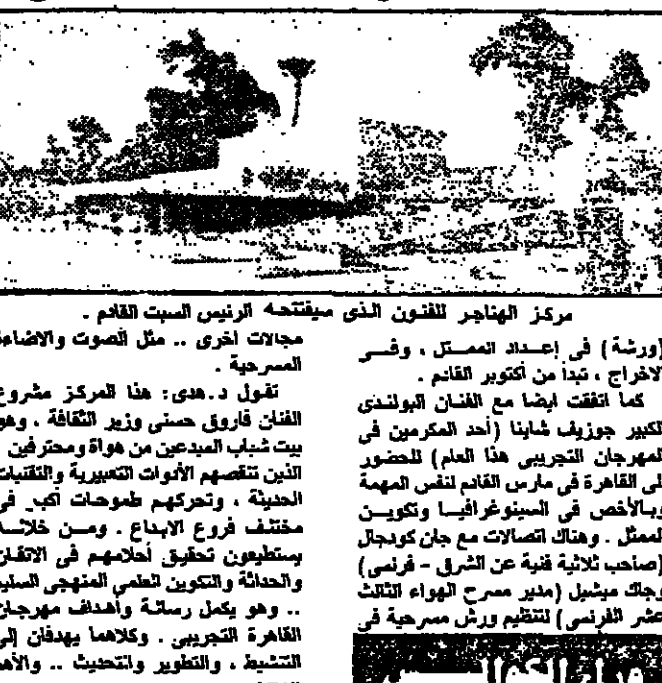 مركز الهناجر للفنون الذى سيفتتحه الرئيس السبت القادم .
(ورشة) فى إعداد الممثل ، وفى
الاخراج ، تبدأ من أكتوبر القادم .
كما اتفقت ايضا مع الفنان البولندى
الكبير جوزيف شاينا (أحد المكرمين فى
المهرجان التجريبى هذا العام) للحضور
الى القاهرة فى مارس القادم لنفس المهمة
وبالأخص فى السينوغرافيا وتكوين
الممثل . وهناك اتصالات مع جان كودجال
(صاحب ثلاثية فنية عن الشرق - فرنسى)
وجاك ميشيل (مدير مسرح الهواء الثالث
عشر الفرنسى) لتنظيم ورش مسرحية فى
مجالات اخرى .. مثل الصوت والاضاءة
المسرحية .
تقول د.هدى: هذا المركز مشروع
الفنان فاروق حسنى وزير الثقافة ، وهو
بيت شباب المبدعين من هواة ومحترفين
الذين تنقصهم الأدوات التعبيرية والتقنيات
الحديثة ، وتحركهم طموحات أكبر فى
مختلف فروع الابداع . ومن خلاله
يستطيعون تحقيق أحلامهم فى الاتقان
والحداثة والتكوين العلمى المنهجى السليم
.. وهو يكمل رسالة وأهداف مهرجان
القاهرة التجريبى . وكلاهما يهدفان إلى
التنشيط ، والتطوير والتحديث .. والأهم